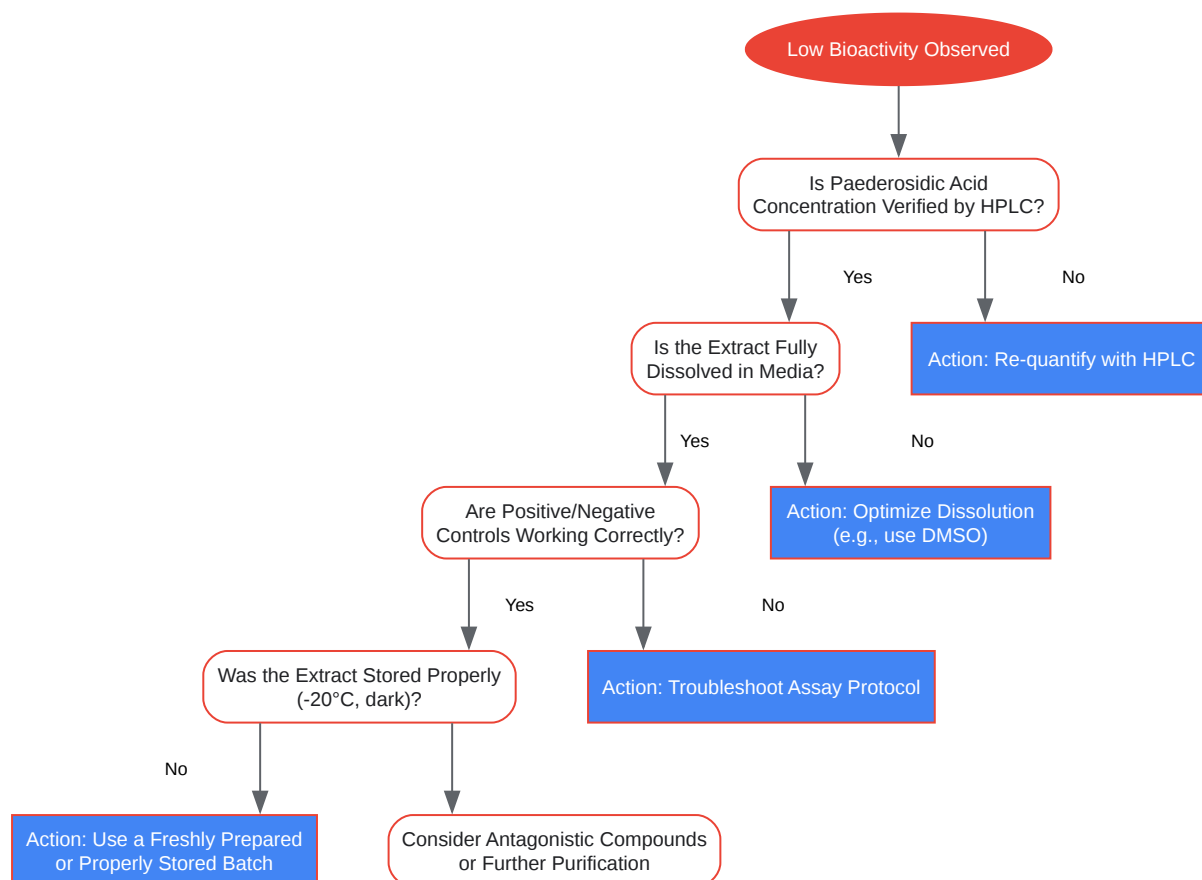 Low Bioactivity Observed
Is Paederosidic Acid
Concentration Verified by HPLC?
Yes
No
Is the Extract Fully
Dissolved in Media?
Action: Re-quantify with HPLC
Yes
No
Are Positive/Negative
Controls Working Correctly?
Action: Optimize Dissolution
(e.g., use DMSO)
Yes
No
Was the Extract Stored Properly
(-20°C, dark)?
Action: Troubleshoot Assay Protocol
No
Action: Use a Freshly Prepared
or Properly Stored Batch
Consider Antagonistic Compounds
or Further Purification